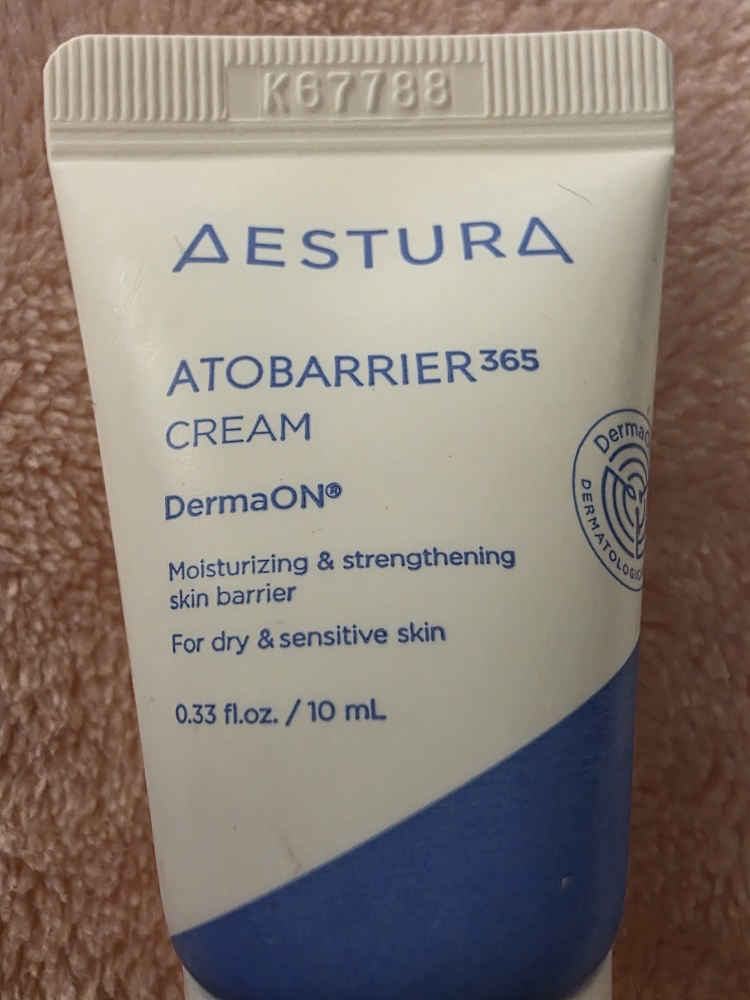 K67788
AESTURA
ATOBARRIER365
CREAM
DermaON®
Moisturizing & strengthening
skin barrier
For dry & sensitive skin
0.33 fl.oz. / 10 mL